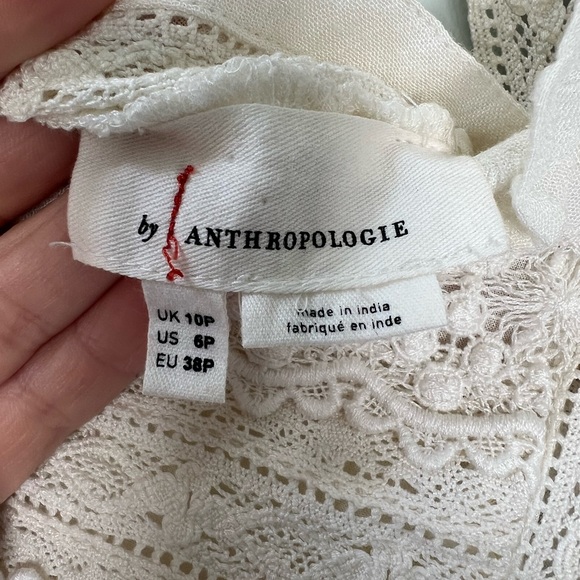 by ANTHROPOLOGIE
UK 10P
US 6P
EU 38P
made in india
fabriqué en inde